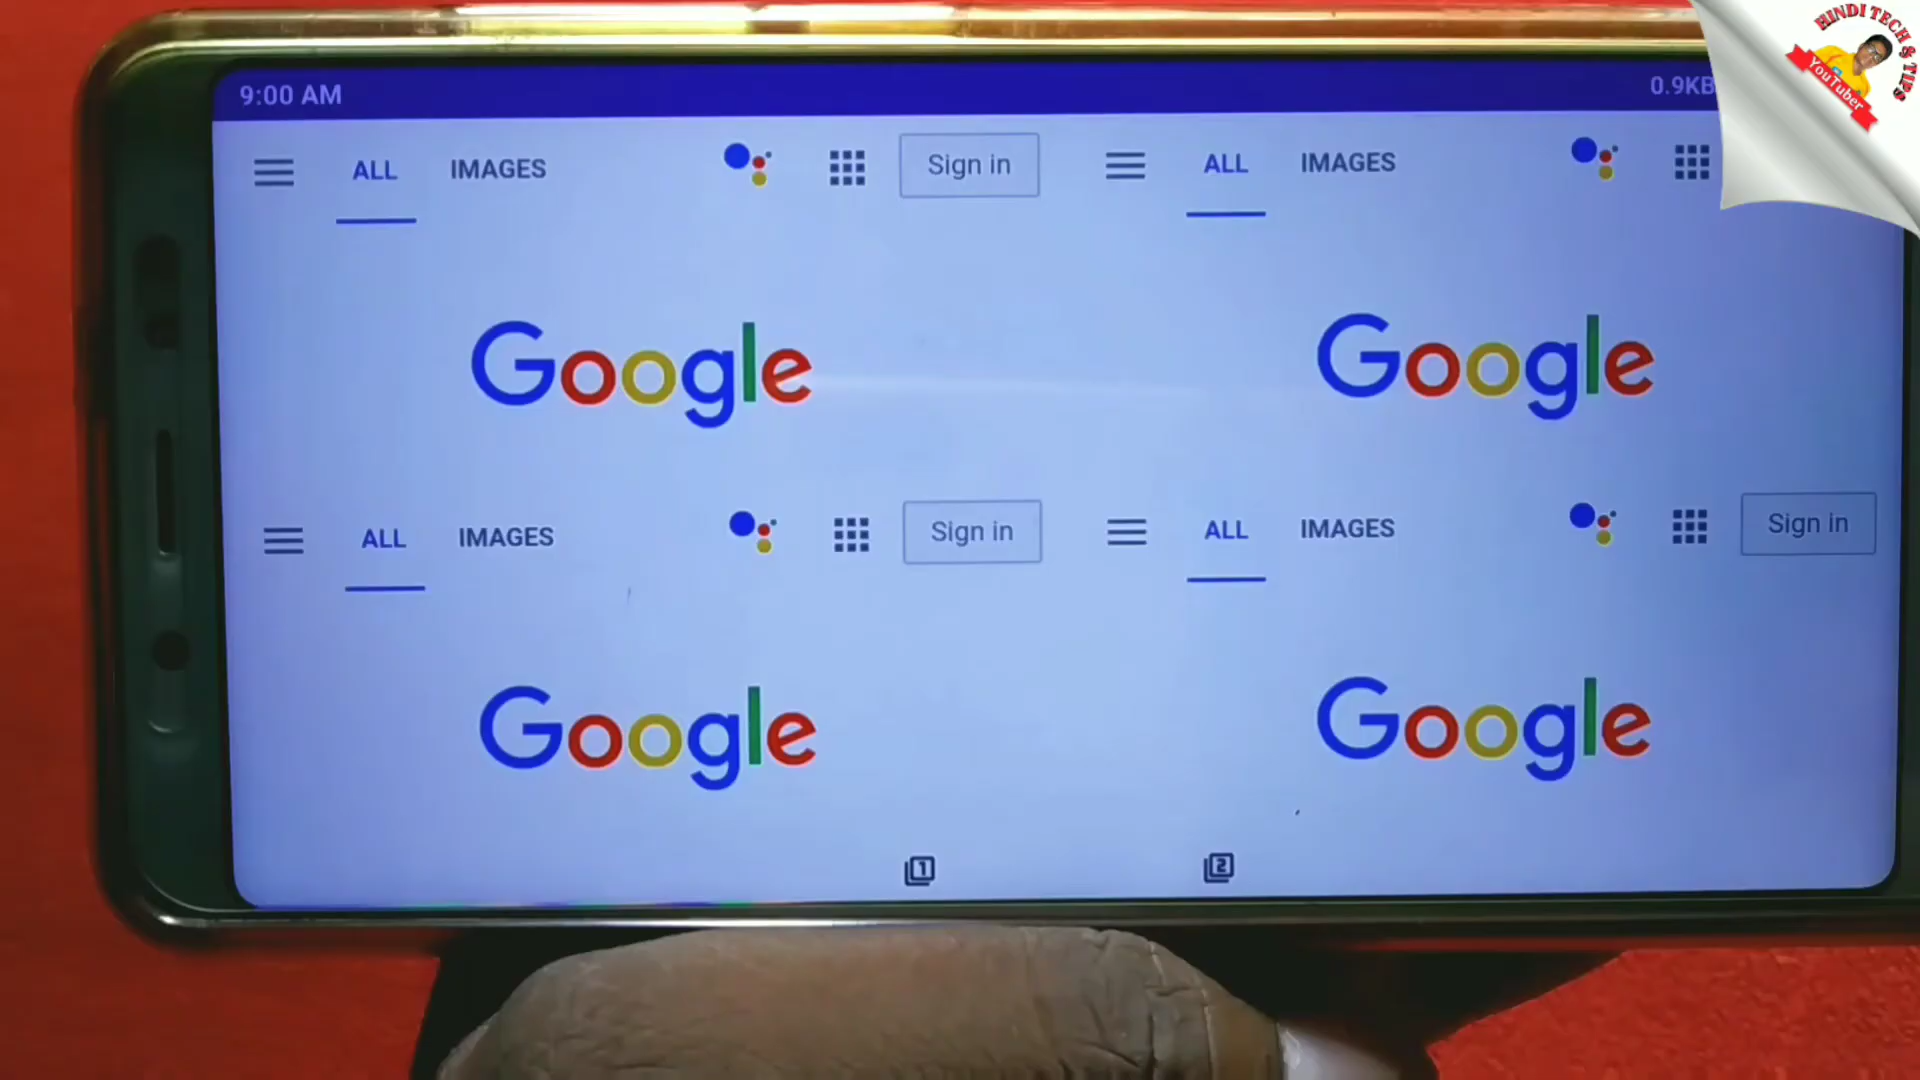 HINDI TECH & TIPS
YouTuber
9:00 AM
0.9KB
ALL IMAGES Sign in
ALL IMAGES
Google
Google
ALL IMAGES Sign in
ALL IMAGES Sign in
Google
Google
1
2